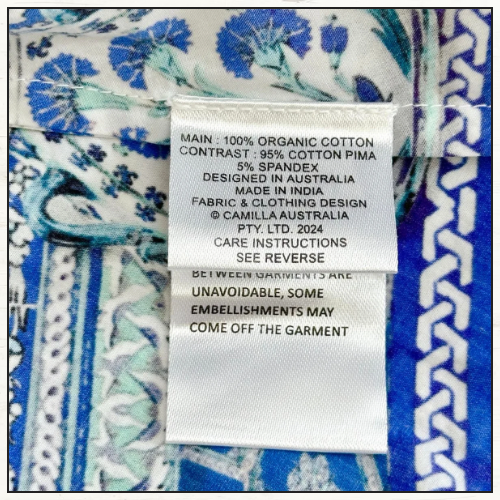 MAIN : 100% ORGANIC COTTON
CONTRAST : 95% COTTON PIMA
5% SPANDEX
DESIGNED IN AUSTRALIA
MADE IN INDIA
FABRIC & CLOTHING DESIGN
© CAMILLA AUSTRALIA
PTY. LTD. 2024
CARE INSTRUCTIONS
SEE REVERSE
BETWEEN GARMENTS ARE
UNAVOIDABLE, SOME
EMBELLISHMENTS MAY
COME OFF THE GARMENT